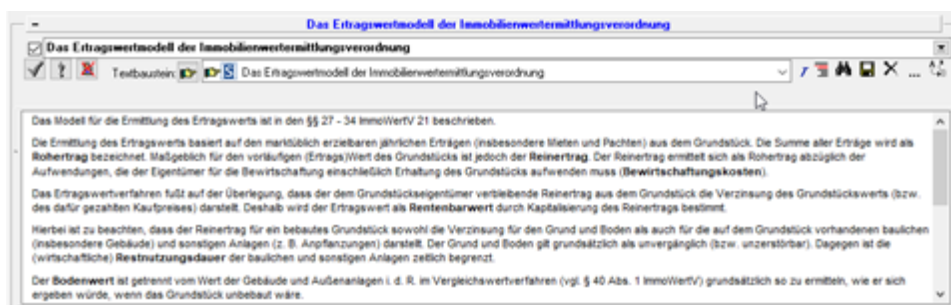 Das Ertragswertmodell der Immobilienwertermittlungsverordnung
Das Ertragswertmodell der Immobilienwertermittlungsverordnung
Textbaustein: S Das Ertragswertmodell der Immobilienwertermittlungsverordnung
Das Modell für die Ermittlung des Ertragswerts ist in den §§ 27 - 34 ImmoWertV 21 beschrieben.
Die Ermittlung des Ertragswerts basiert auf den marktüblich erzielbaren jährlichen Erträgen (insbesondere Mieten und Pachten) aus dem Grundstück. Die Summe aller Erträge wird als
Rohertrag bezeichnet. Maßgeblich für den vorläufigen (Ertrags)Wert des Grundstücks ist jedoch der Reinertrag. Der Reinertrag ermittelt sich als Rohertrag abzüglich der
Aufwendungen, die der Eigentümer für die Bewirtschaftung einschließlich Erhaltung des Grundstücks aufwenden muss (Bewirtschaftungskosten).
Das Ertragswertverfahren fußt auf der Überlegung, dass der dem Grundstückseigentümer verbleibende Reinertrag aus dem Grundstück die Verzinsung des Grundstückswerts (bzw.
des dafür gezahlten Kaufpreises) darstellt. Deshalb wird der Ertragswert als Rentenbarwert durch Kapitalisierung des Reinertrags bestimmt.
Hierbei ist zu beachten, dass der Reinertrag für ein bebautes Grundstück sowohl die Verzinsung für den Grund und Boden als auch für die auf dem Grundstück vorhandenen baulichen
(insbesondere Gebäude) und sonstigen Anlagen (z. B. Anpflanzungen) darstellt. Der Grund und Boden gilt grundsätzlich als unvergänglich (bzw. unzerstörbar). Dagegen ist die
(wirtschaftliche) Restnutzungsdauer der baulichen und sonstigen Anlagen zeitlich begrenzt.
Der Bodenwert ist getrennt vom Wert der Gebäude und Außenanlagen i. d. R. im Vergleichswertverfahren (vgl. § 40 Abs. 1 ImmoWertV) grundsätzlich so zu ermitteln, wie er sich
ergeben würde, wenn das Grundstück unbebaut wäre.